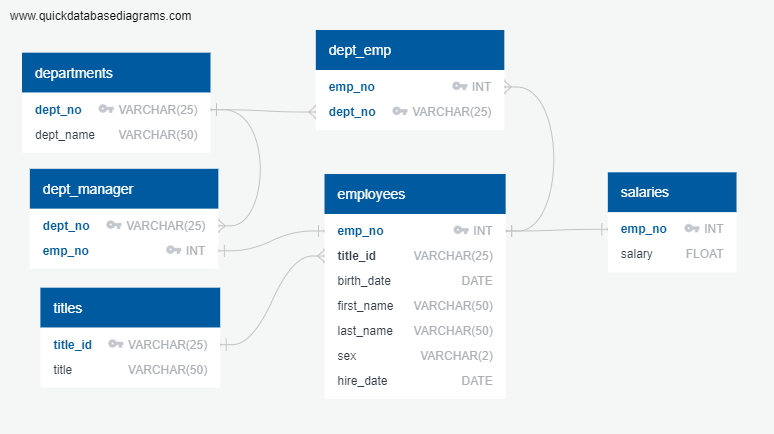 www.quickdatabasediagrams.com
departments
dept_no VARCHAR(25)
dept_name VARCHAR(50)
dept_emp
emp_no INT
dept_no VARCHAR(25)
dept_manager
dept_no VARCHAR(25)
emp_no INT
employees
emp_no INT
title_id VARCHAR(25)
birth_date DATE
first_name VARCHAR(50)
last_name VARCHAR(50)
sex VARCHAR(2)
hire_date DATE
salaries
emp_no INT
salary FLOAT
titles
title_id VARCHAR(25)
title VARCHAR(50)